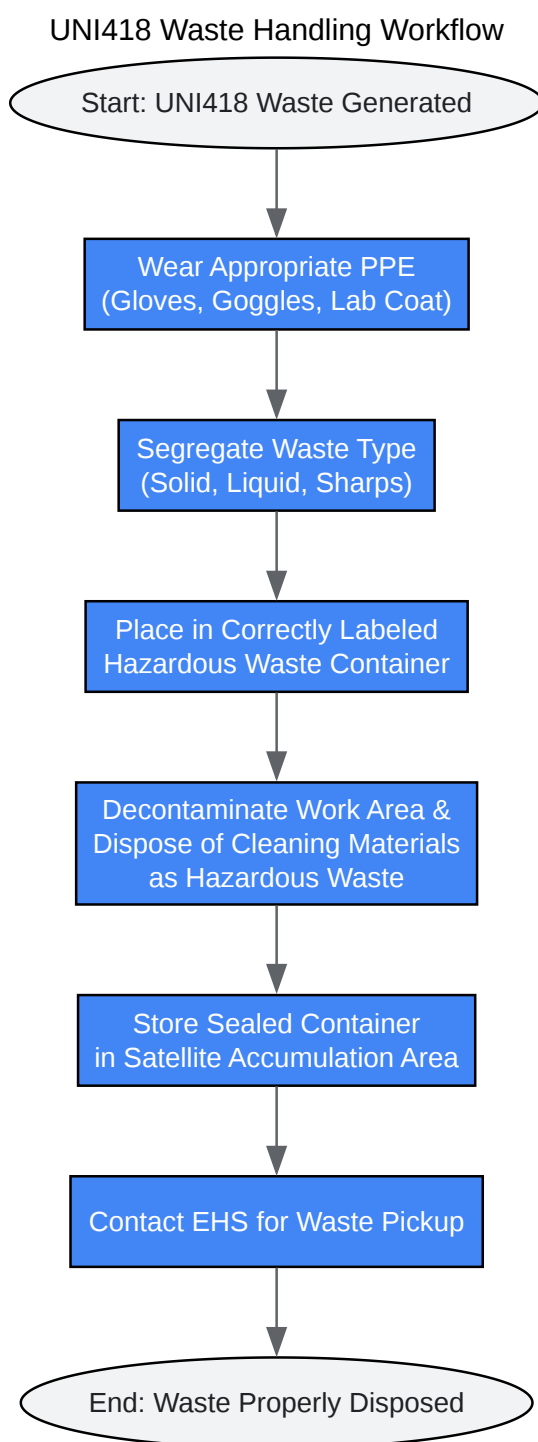 UNI418 Waste Handling Workflow
Start: UNI418 Waste Generated
Wear Appropriate PPE
(Gloves, Goggles, Lab Coat)
Segregate Waste Type
(Solid, Liquid, Sharps)
Place in Correctly Labeled
Hazardous Waste Container
Decontaminate Work Area &
Dispose of Cleaning Materials
as Hazardous Waste
Store Sealed Container
in Satellite Accumulation Area
Contact EHS for Waste Pickup
End: Waste Properly Disposed